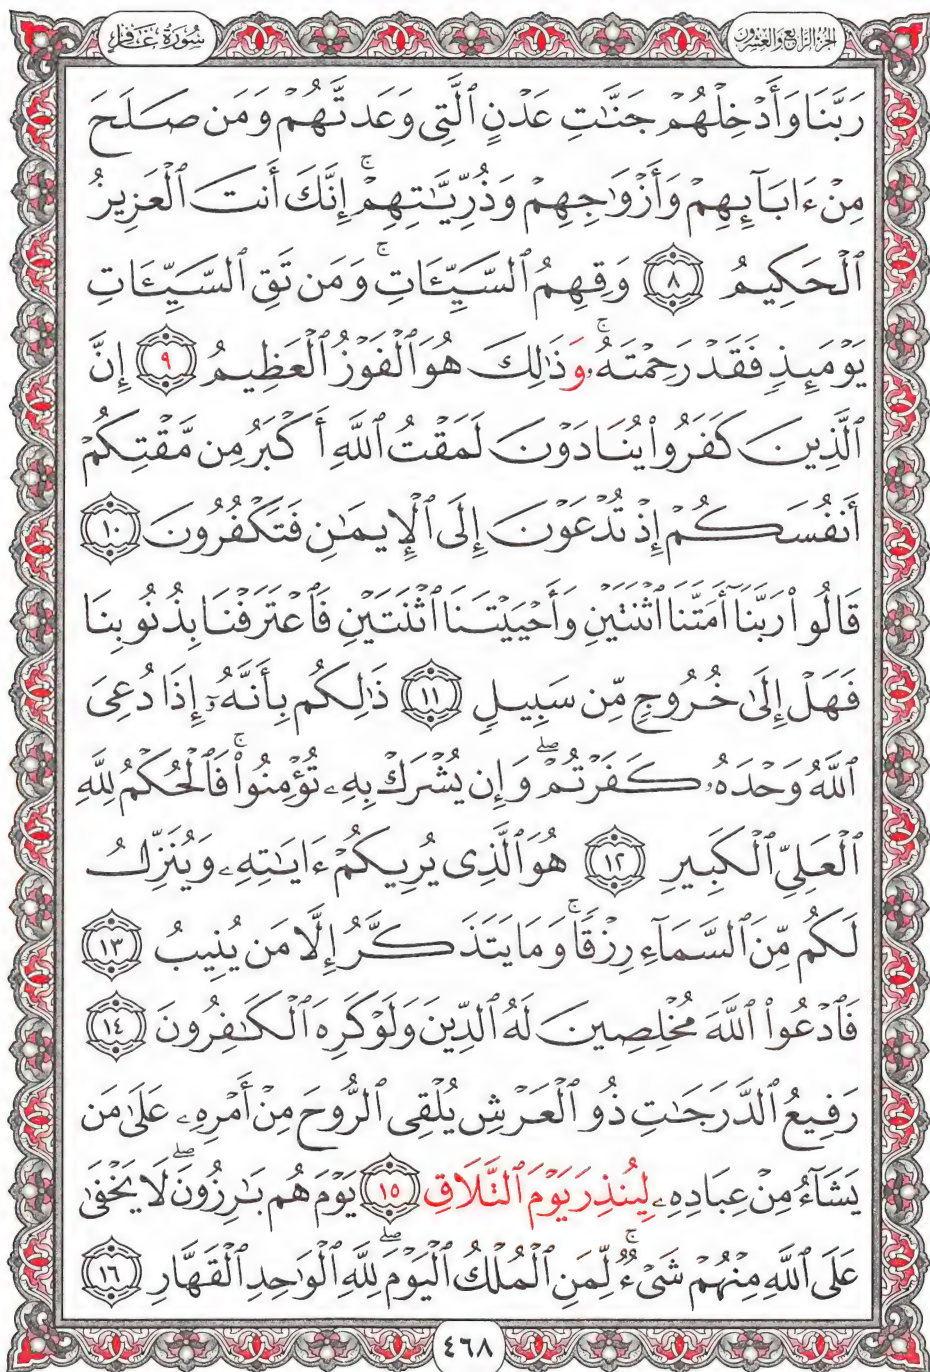 الجزء الرابع والعشرون
سورة غافر
رَبَّنَا وَأَدۡخِلۡهُمۡ جَنَّٰتِ عَدۡنٍ ٱلَّتِي وَعَدتَّهُمۡ وَمَن صَلَحَ
مِنۡ ءَابَآئِهِمۡ وَأَزۡوَٰجِهِمۡ وَذُرِّيَّٰتِهِمۡۚ إِنَّكَ أَنتَ ٱلۡعَزِيزُ
ٱلۡحَكِيمُ ٨ وَقِهِمُ ٱلسَّيِّـَٔاتِۚ وَمَن تَقِ ٱلسَّيِّـَٔاتِ
يَوۡمَئِذٖ فَقَدۡ رَحِمۡتَهُۥۚ وَذَٰلِكَ هُوَ ٱلۡفَوۡزُ ٱلۡعَظِيمُ ٩ إِنَّ
ٱلَّذِينَ كَفَرُواْ يُنَادَوۡنَ لَمَقۡتُ ٱللَّهِ أَكۡبَرُ مِن مَّقۡتِكُمۡ
أَنفُسَكُمۡ إِذۡ تُدۡعَوۡنَ إِلَى ٱلۡإِيمَٰنِ فَتَكۡفُرُونَ ١٠
قَالُواْ رَبَّنَآ أَمَتَّنَا ٱثۡنَتَيۡنِ وَأَحۡيَيۡتَنَا ٱثۡنَتَيۡنِ فَٱعۡتَرَفۡنَا بِذُنُوبِنَا
فَهَلۡ إِلَىٰ خُرُوجٖ مِّن سَبِيلٖ ١١ ذَٰلِكُم بِأَنَّهُۥٓ إِذَا دُعِيَ
ٱللَّهُ وَحۡدَهُۥ كَفَرۡتُمۡ وَإِن يُشۡرَكۡ بِهِۦ تُؤۡمِنُواْۚ فَٱلۡحُكۡمُ لِلَّهِ
ٱلۡعَلِيِّ ٱلۡكَبِيرِ ١٢ هُوَ ٱلَّذِي يُرِيكُمۡ ءَايَٰتِهِۦ وَيُنَزِّلُ
لَكُم مِّنَ ٱلسَّمَآءِ رِزۡقٗاۚ وَمَا يَتَذَكَّرُ إِلَّا مَن يُنِيبُ ١٣
فَٱدۡعُواْ ٱللَّهَ مُخۡلِصِينَ لَهُ ٱلدِّينَ وَلَوۡ كَرِهَ ٱلۡكَٰفِرُونَ ١٤
رَفِيعُ ٱلدَّرَجَٰتِ ذُو ٱلۡعَرۡشِ يُلۡقِي ٱلرُّوحَ مِنۡ أَمۡرِهِۦ عَلَىٰ مَن
يَشَآءُ مِنۡ عِبَادِهِۦ لِيُنذِرَ يَوۡمَ ٱلتَّلَاقِ ١٥ يَوۡمَ هُم بَٰرِزُونَۖ لَا يَخۡفَىٰ
عَلَى ٱللَّهِ مِنۡهُمۡ شَيۡءٞۚ لِّمَنِ ٱلۡمُلۡكُ ٱلۡيَوۡمَۖ لِلَّهِ ٱلۡوَٰحِدِ ٱلۡقَهَّارِ ١٦
٤٦٨